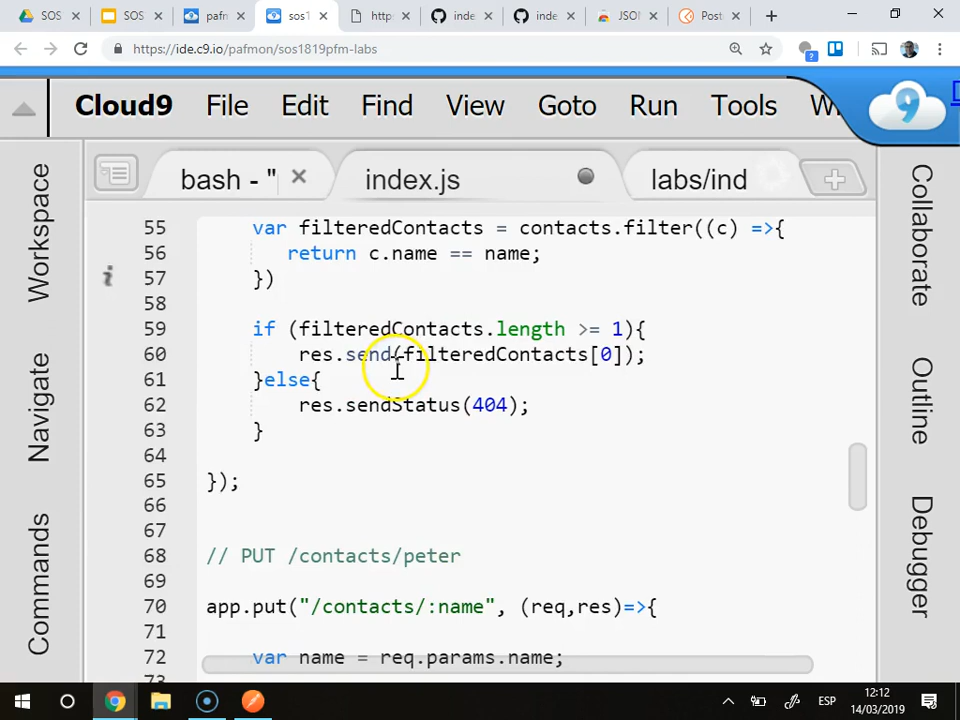 SOS
SOS
pafm
sos1
http
inde
inde
JSON
Post
https://ide.c9.io/pafmon/sos1819pfm-labs
Cloud9 File Edit Find View Goto Run Tools
bash - "
index.js
labs/ind
Workspace
Navigate
Commands
Collaborate
Outline
Debugger
55 var filteredContacts = contacts.filter((c) =>{
56 return c.name == name;
57 })
58
59 if (filteredContacts.length >= 1){
60 res.send(filteredContacts[0]);
61 }else{
62 res.sendStatus(404);
63 }
64
65 });
66
67
68 // PUT /contacts/peter
69
70 app.put("/contacts/:name", (req,res)=>{
71
72 var name = req.params.name;
ESP
12:12
14/03/2019